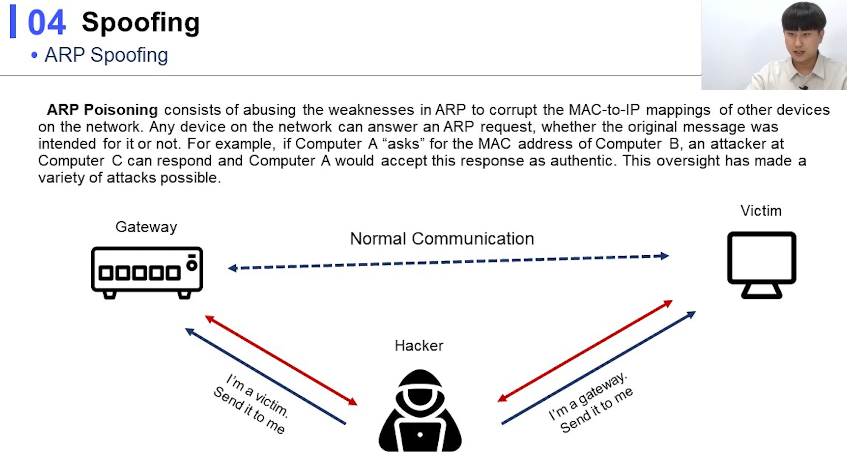 04 Spoofing
• ARP Spoofing
ARP Poisoning consists of abusing the weaknesses in ARP to corrupt the MAC-to-IP mappings of other devices
on the network. Any device on the network can answer an ARP request, whether the original message was
intended for it or not. For example, if Computer A “asks” for the MAC address of Computer B, an attacker at
Computer C can respond and Computer A would accept this response as authentic. This oversight has made a
variety of attacks possible.
Victim
Gateway
Normal Communication
Hacker
I'm a victim.
Send it to me
I'm a gateway.
Send it to me